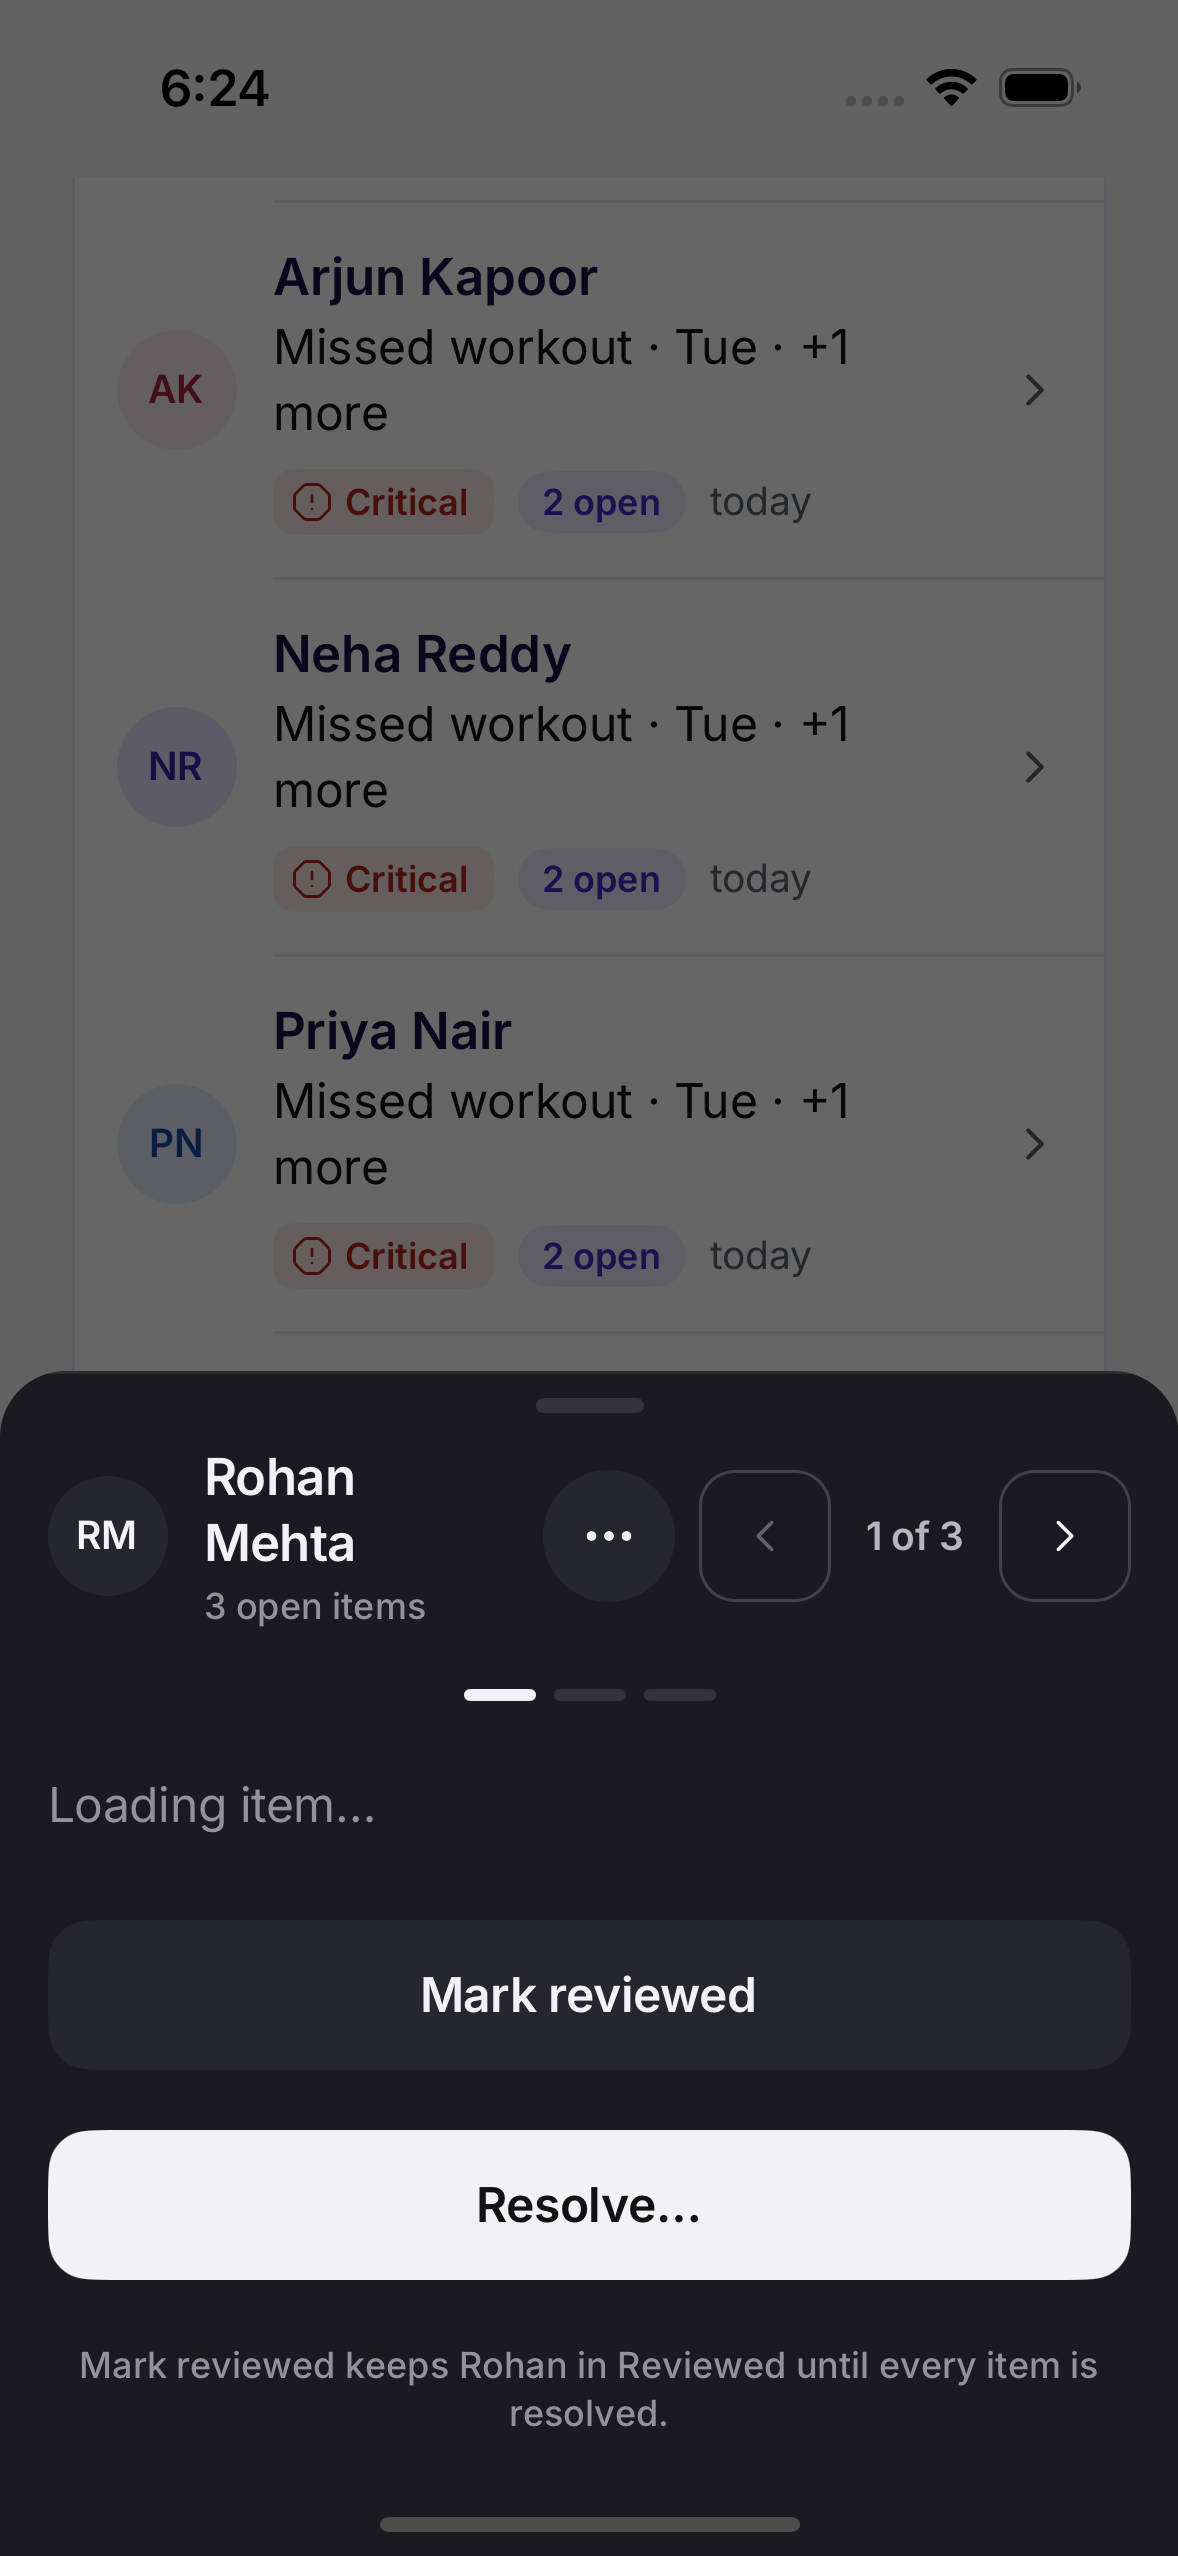 6:24
Arjun Kapoor
AK
Missed workout · Tue · +1
more
Critical
2 open
today
Neha Reddy
NR
Missed workout · Tue · +1
more
Critical
2 open
today
Priya Nair
PN
Missed workout · Tue · +1
more
Critical
2 open
today
RM
Rohan
Mehta
3 open items
1 of 3
Loading item...
Mark reviewed
Resolve...
Mark reviewed keeps Rohan in Reviewed until every item is
resolved.